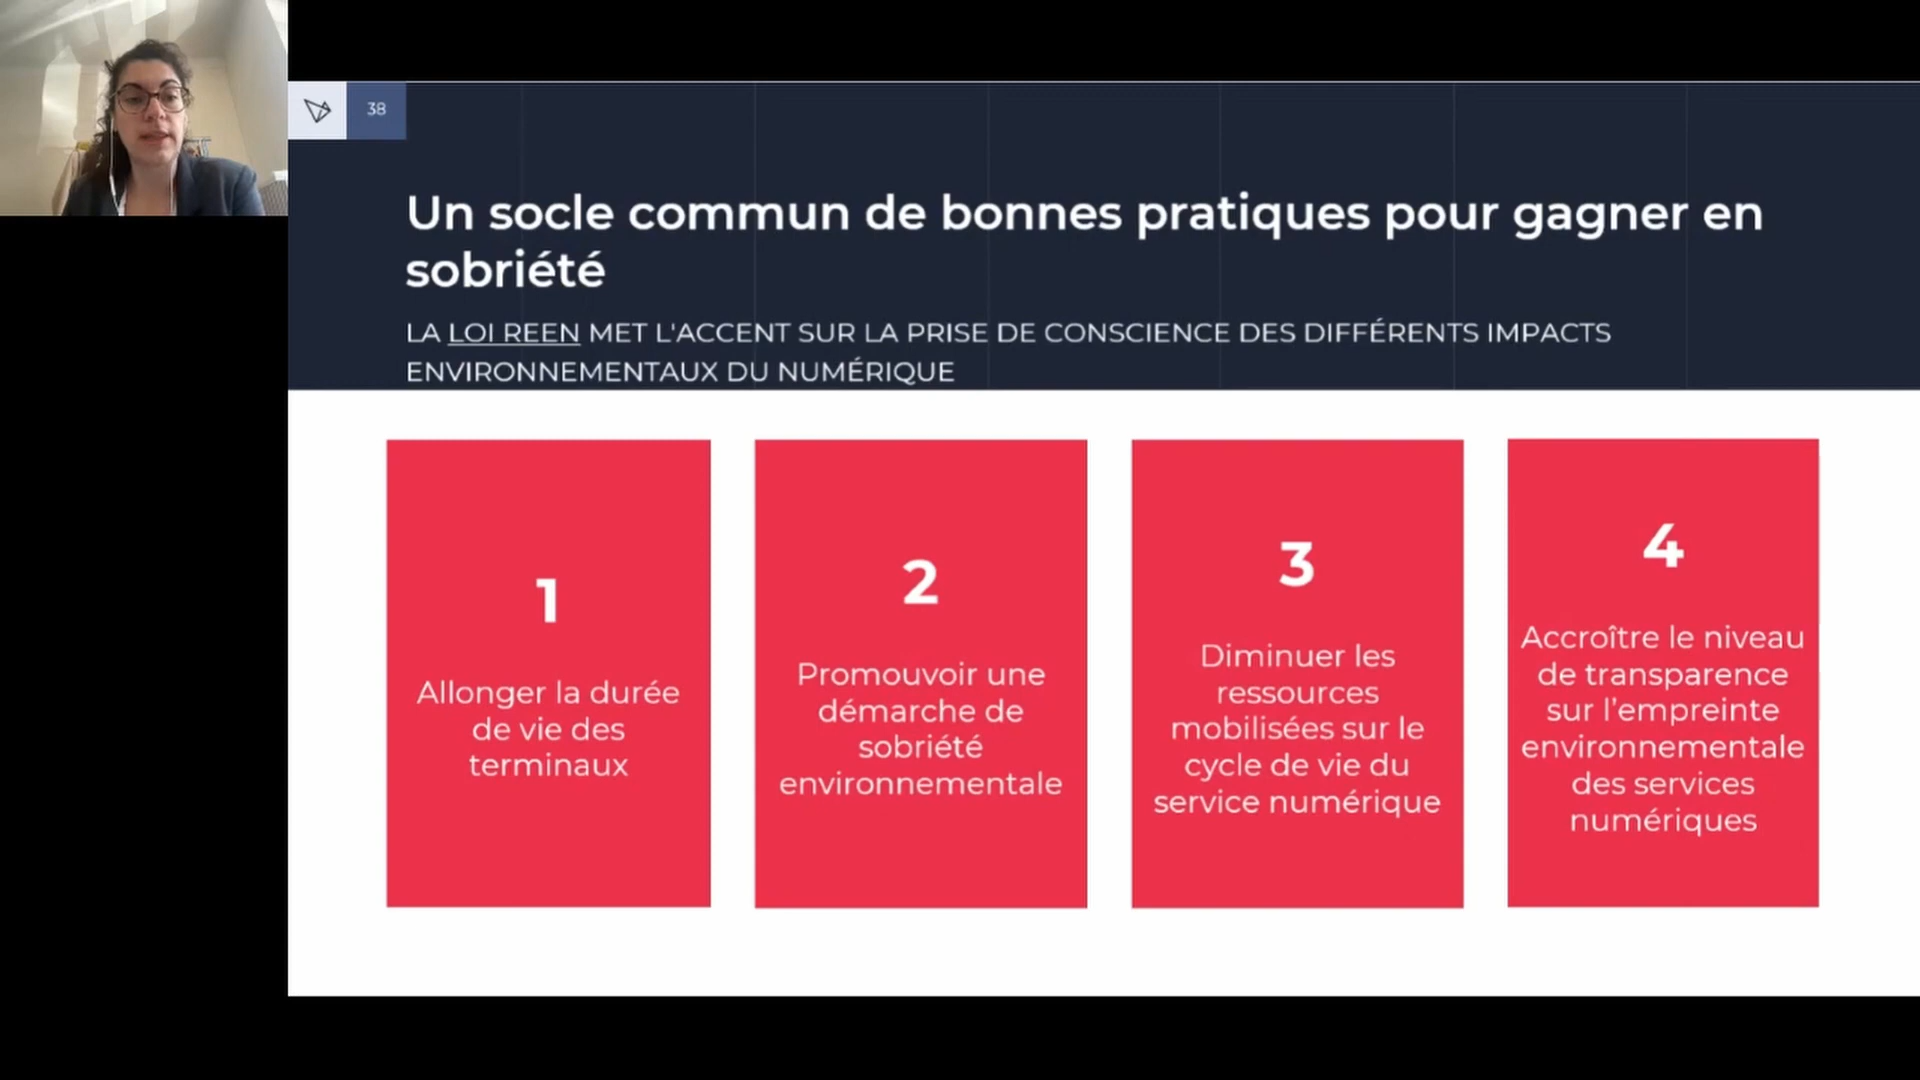 38
Un socle commun de bonnes pratiques pour gagner en
sobriété
LA LOI REEN MET L'ACCENT SUR LA PRISE DE CONSCIENCE DES DIFFÉRENTS IMPACTS
ENVIRONNEMENTAUX DU NUMÉRIQUE
1
Allonger la durée
de vie des
terminaux
2
Promouvoir une
démarche de
sobriété
environnementale
3
Diminuer les
ressources
mobilisées sur le
cycle de vie du
service numérique
4
Accroître le niveau
de transparence
sur l'empreinte
environnementale
des services
numériques